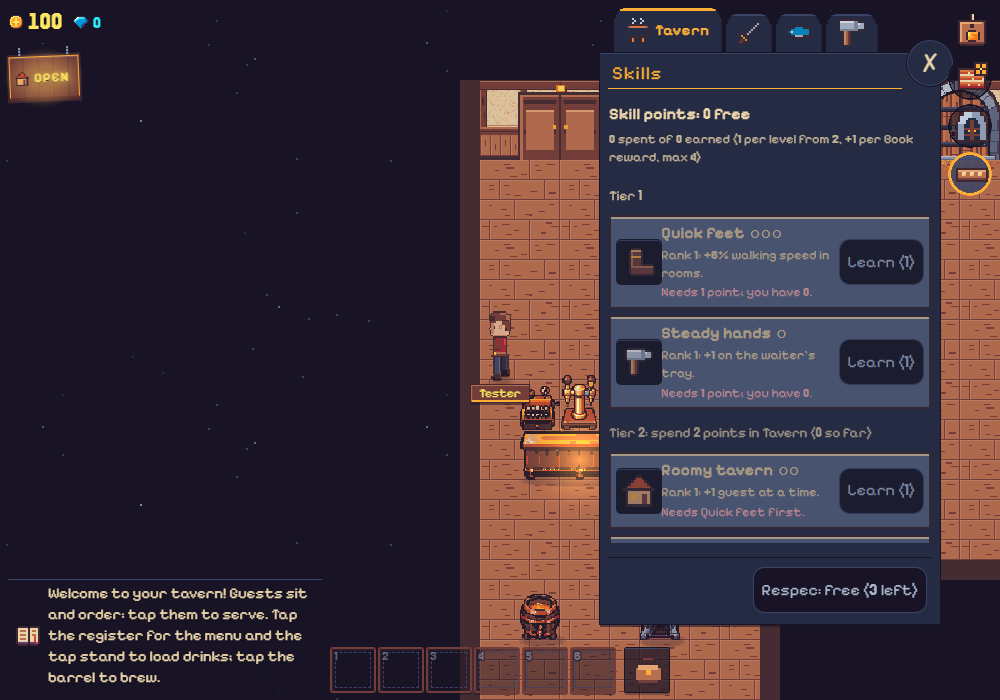 100 0
OPEN
Tavern
X
Skills
Skill points: 0 free
0 spent of 0 earned (1 per level from 2, +1 per Book
reward, max 4)
Tier 1
Quick feet
Rank 1: +6% walking speed in
rooms.
Needs 1 point; you have 0.
Learn (1)
Steady hands
Rank 1: +1 on the waiter's
tray.
Needs 1 point; you have 0.
Learn (1)
Tier 2: spend 2 points in Tavern (0 so far)
Roomy tavern
Rank 1: +1 guest at a time.
Needs Quick feet first.
Learn (1)
Respec: Free (3 left)
Tester
Welcome to your tavern! Guests sit
and order: tap them to serve. Tap
the register for the menu and the
tap stand to load drinks; tap the
barrel to brew.
1 2 3 4 5 6